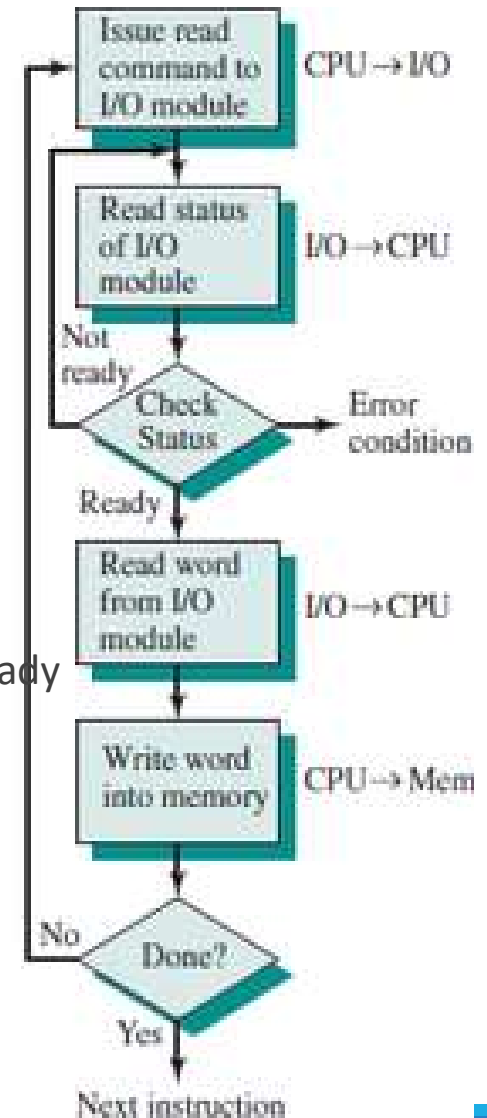 Issue read
command to
I/O module
CPU → I/O
Read status
of I/O
module
I/O → CPU
Not
ready
Check
Status
Error
condition
Ready
Read word
from I/O
module
I/O → CPU
ady
Write word
into memory
CPU → Mem
No
Done?
Yes
Next instruction